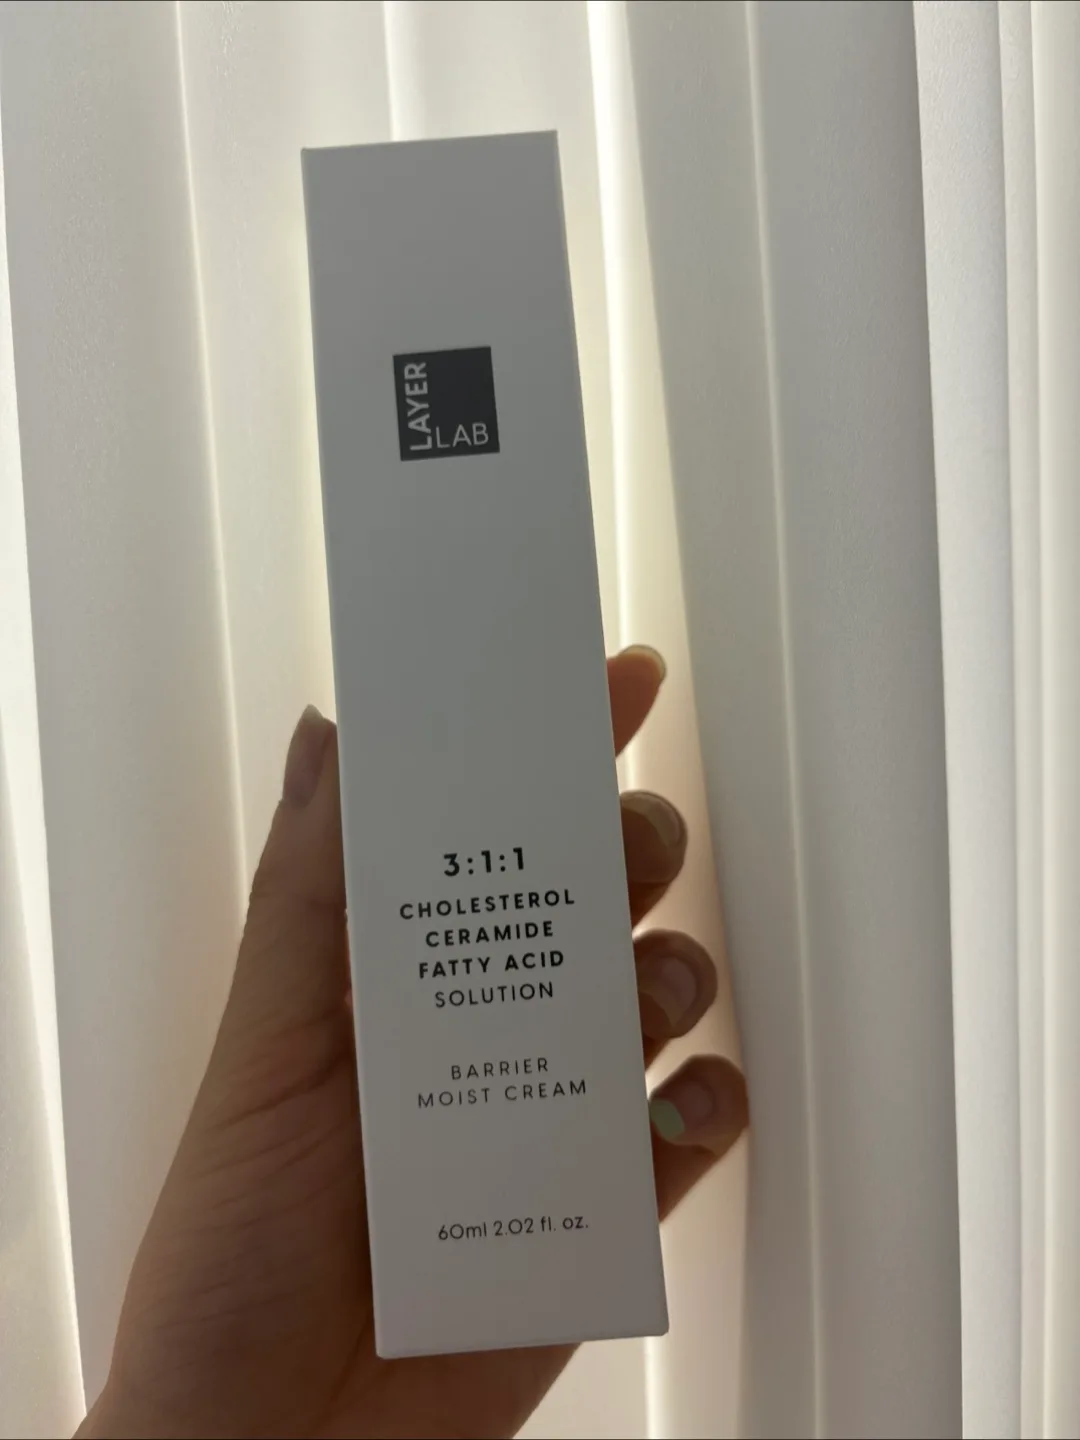 LAYER
LAB
3:1:1
CHOLESTEROL
CERAMIDE
FATTY ACID
SOLUTION
BARRIER
MOIST CREAM
60ml 2.02 fl. oz.